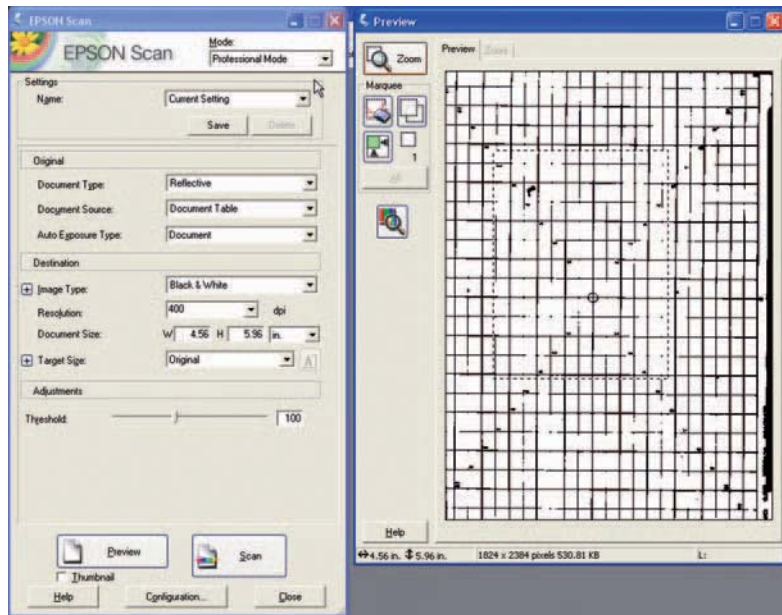 EPSON Scan
EPSON Scan
Mode:
Professional Mode
Settings
Name:
Current Setting
Save
Delete
Original
Document Type:
Reflective
Document Source:
Document Table
Auto Exposure Type:
Document
Destination
Image Type:
Black & White
Resolution:
400
dpi
Document Size:
W 4.56 H 5.96 in.
Target Size:
Original
Adjustments
Threshold:
100
Preview
Scan
Thumbnail
Help
Configuration...
Close
Preview
Zoom
Preview
Zoom
Marquee
1
All
Help
4.56 in. 5.96 in.
1824 x 2384 pixels 530.81 KB
L: